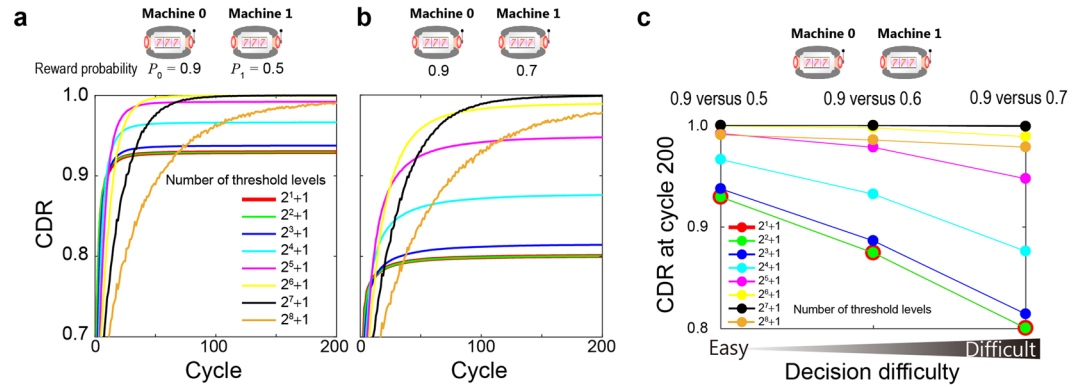 a
Machine 0 Machine 1
Reward probability P0 = 0.9 P1 = 0.5
CDR
1.0
0.9
0.8
0.7
0 100 200
Cycle
Number of threshold levels
2¹+1
2²+1
2³+1
2⁴+1
2⁵+1
2⁶+1
2⁷+1
2⁸+1
b
Machine 0 Machine 1
0.9 0.7
0 100 200
Cycle
c
Machine 0 Machine 1
0.9 versus 0.5 0.9 versus 0.6 0.9 versus 0.7
CDR at cycle 200
1.0
0.9
0.8
2¹+1
2²+1
2³+1
2⁴+1
2⁵+1
2⁶+1
2⁷+1
2⁸+1
Number of threshold levels
Easy Difficult
Decision difficulty